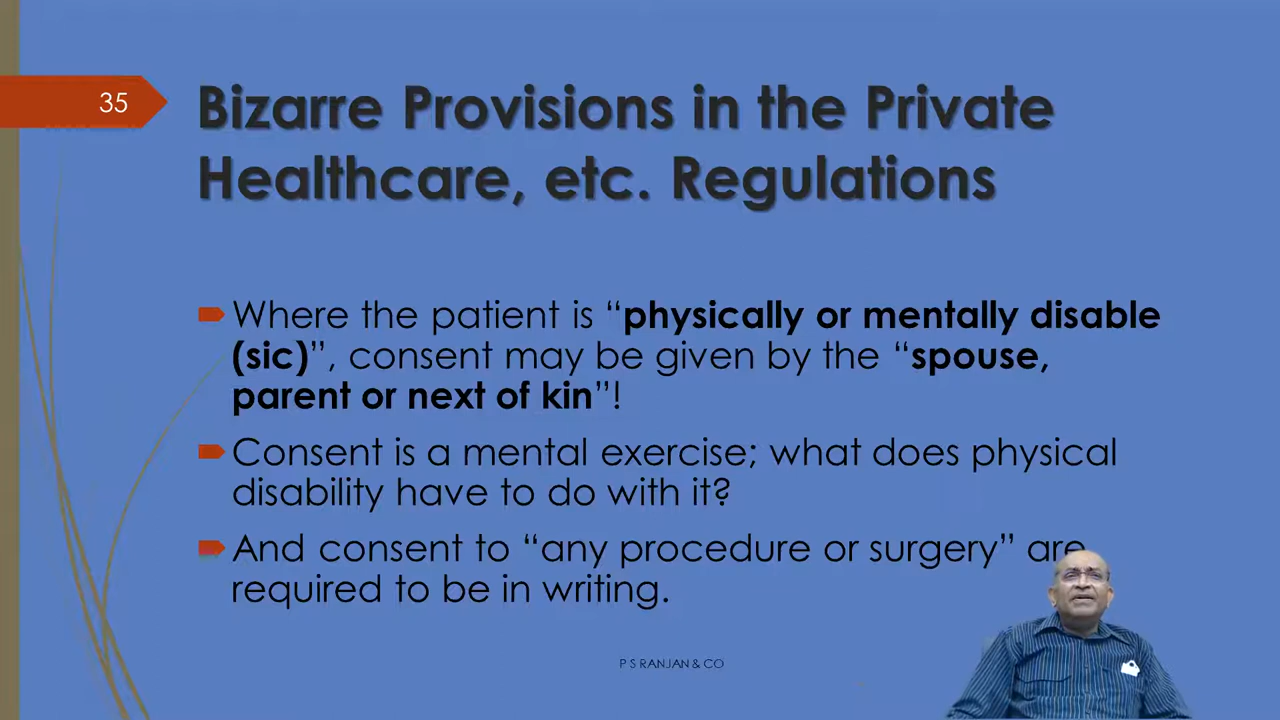 35
Bizarre Provisions in the Private
Healthcare, etc. Regulations
Where the patient is “physically or mentally disable
(sic)”, consent may be given by the “spouse,
parent or next of kin”!
Consent is a mental exercise; what does physical
disability have to do with it?
And consent to “any procedure or surgery” are
required to be in writing.
P S RANJAN & CO